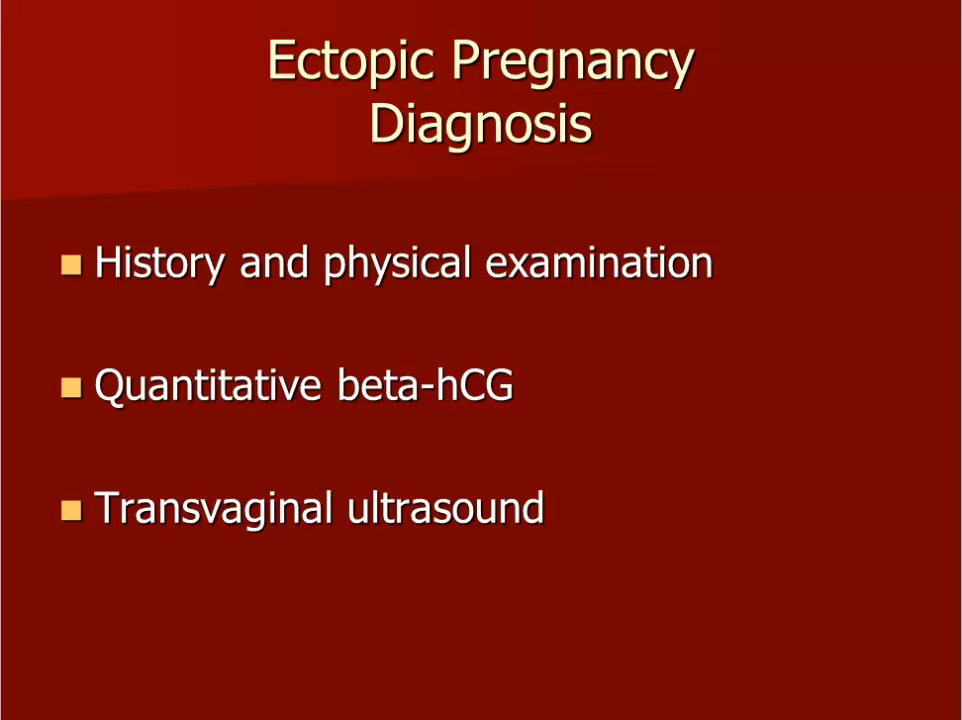 Ectopic Pregnancy
Diagnosis
History and physical examination
Quantitative beta-hCG
Transvaginal ultrasound